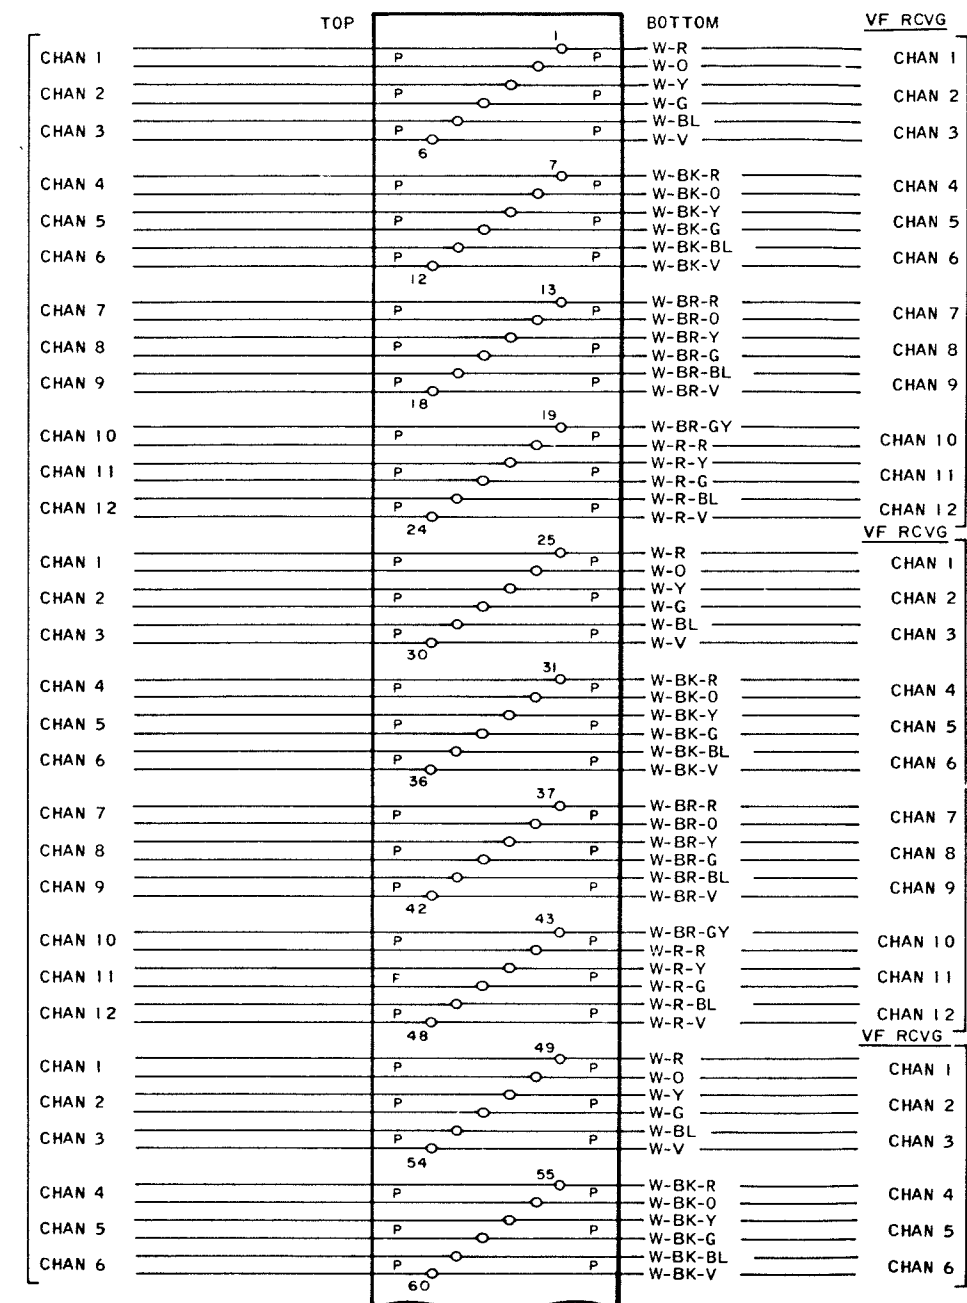 TOP BOTTOM VF RCVG
1 W-R
CHAN 1 P P CHAN 1
W-O
W-Y
CHAN 2 P P CHAN 2
W-G
W-BL
CHAN 3 P P CHAN 3
6 W-V
7 W-BK-R
CHAN 4 P P CHAN 4
W-BK-O
W-BK-Y
CHAN 5 P P CHAN 5
W-BK-G
W-BK-BL
CHAN 6 P P CHAN 6
12 W-BK-V
13 W-BR-R
CHAN 7 P P CHAN 7
W-BR-O
W-BR-Y
CHAN 8 P P CHAN 8
W-BR-G
W-BR-BL
CHAN 9 P P CHAN 9
18 W-BR-V
19 W-BR-GY
CHAN 10 P P CHAN 10
W-R-R
W-R-Y
CHAN 11 P P CHAN 11
W-R-G
W-R-BL
CHAN 12 P P CHAN 12
24 W-R-V
VF RCVG
25 W-R
CHAN 1 P P CHAN 1
W-O
W-Y
CHAN 2 P P CHAN 2
W-G
W-BL
CHAN 3 P P CHAN 3
30 W-V
31 W-BK-R
CHAN 4 P P CHAN 4
W-BK-O
W-BK-Y
CHAN 5 P P CHAN 5
W-BK-G
W-BK-BL
CHAN 6 P P CHAN 6
36 W-BK-V
37 W-BR-R
CHAN 7 P P CHAN 7
W-BR-O
W-BR-Y
CHAN 8 P P CHAN 8
W-BR-G
W-BR-BL
CHAN 9 P P CHAN 9
42 W-BR-V
43 W-BR-GY
CHAN 10 P P CHAN 10
W-R-R
W-R-Y
CHAN 11 F P CHAN 11
W-R-G
W-R-BL
CHAN 12 P P CHAN 12
48 W-R-V
VF RCVG
49 W-R
CHAN 1 P P CHAN 1
W-O
W-Y
CHAN 2 P P CHAN 2
W-G
W-BL
CHAN 3 P P CHAN 3
54 W-V
55 W-BK-R
CHAN 4 P P CHAN 4
W-BK-O
W-BK-Y
CHAN 5 P P CHAN 5
W-BK-G
W-BK-BL
CHAN 6 P P CHAN 6
60 W-BK-V